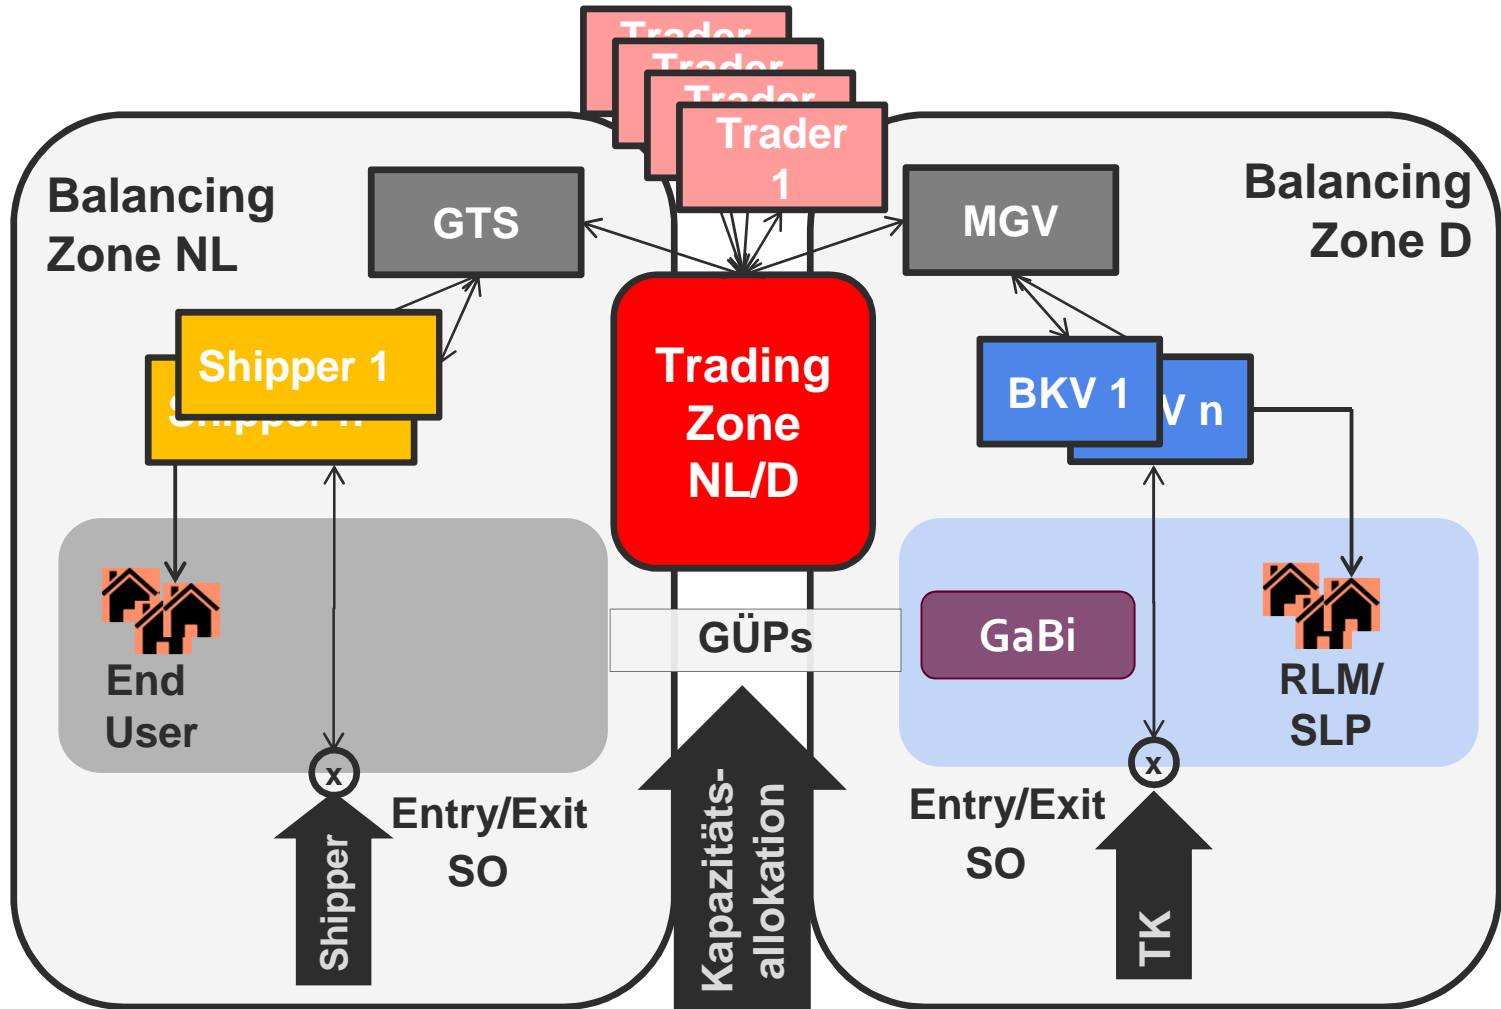 Trader
Trader
Trader
Trader
1
Balancing
Zone NL
GTS
MGV
Balancing
Zone D
Shipper 1
Trading
Zone
NL/D
BKV 1
V n
GÜPs
GaBi
End
User
RLM/
SLP
x
x
Entry/Exit
SO
Entry/Exit
SO
Shipper
Kapazitäts-
allokation
TK